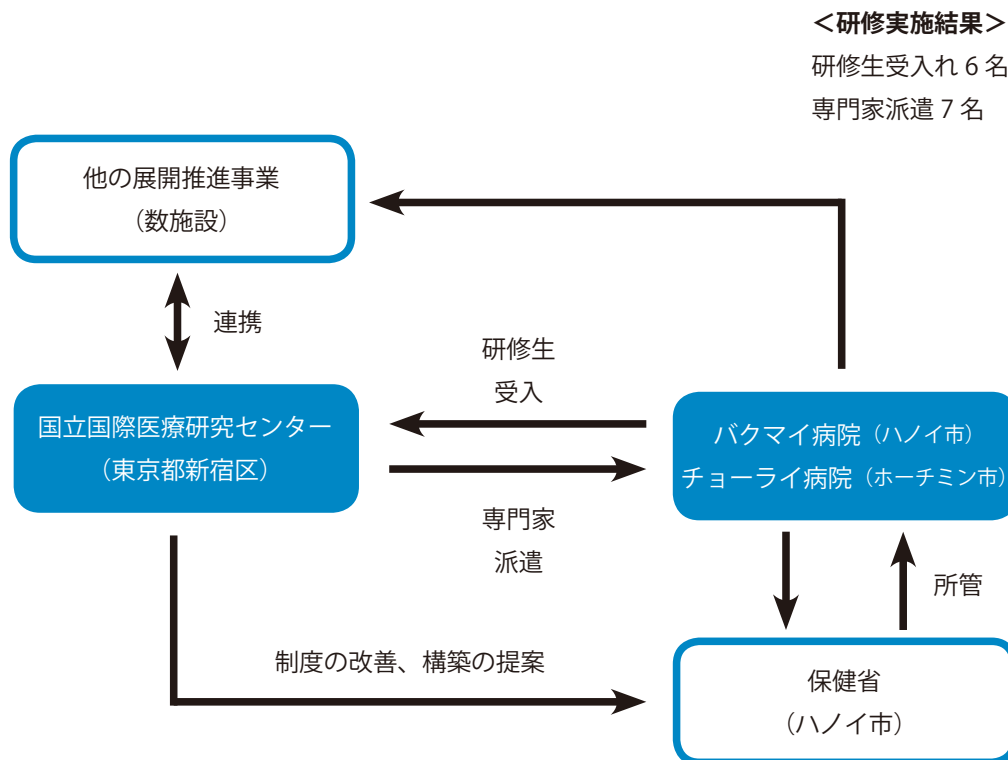 ＜研修実施結果＞
研修生受入れ 6 名
専門家派遣 7 名
他の展開推進事業
（数施設）
連携
研修生
受入
国立国際医療研究センター
（東京都新宿区）
バクマイ病院（ハノイ市）
チョーライ病院（ホーチミン市）
専門家
派遣
所管
制度の改善、構築の提案
保健省
（ハノイ市）